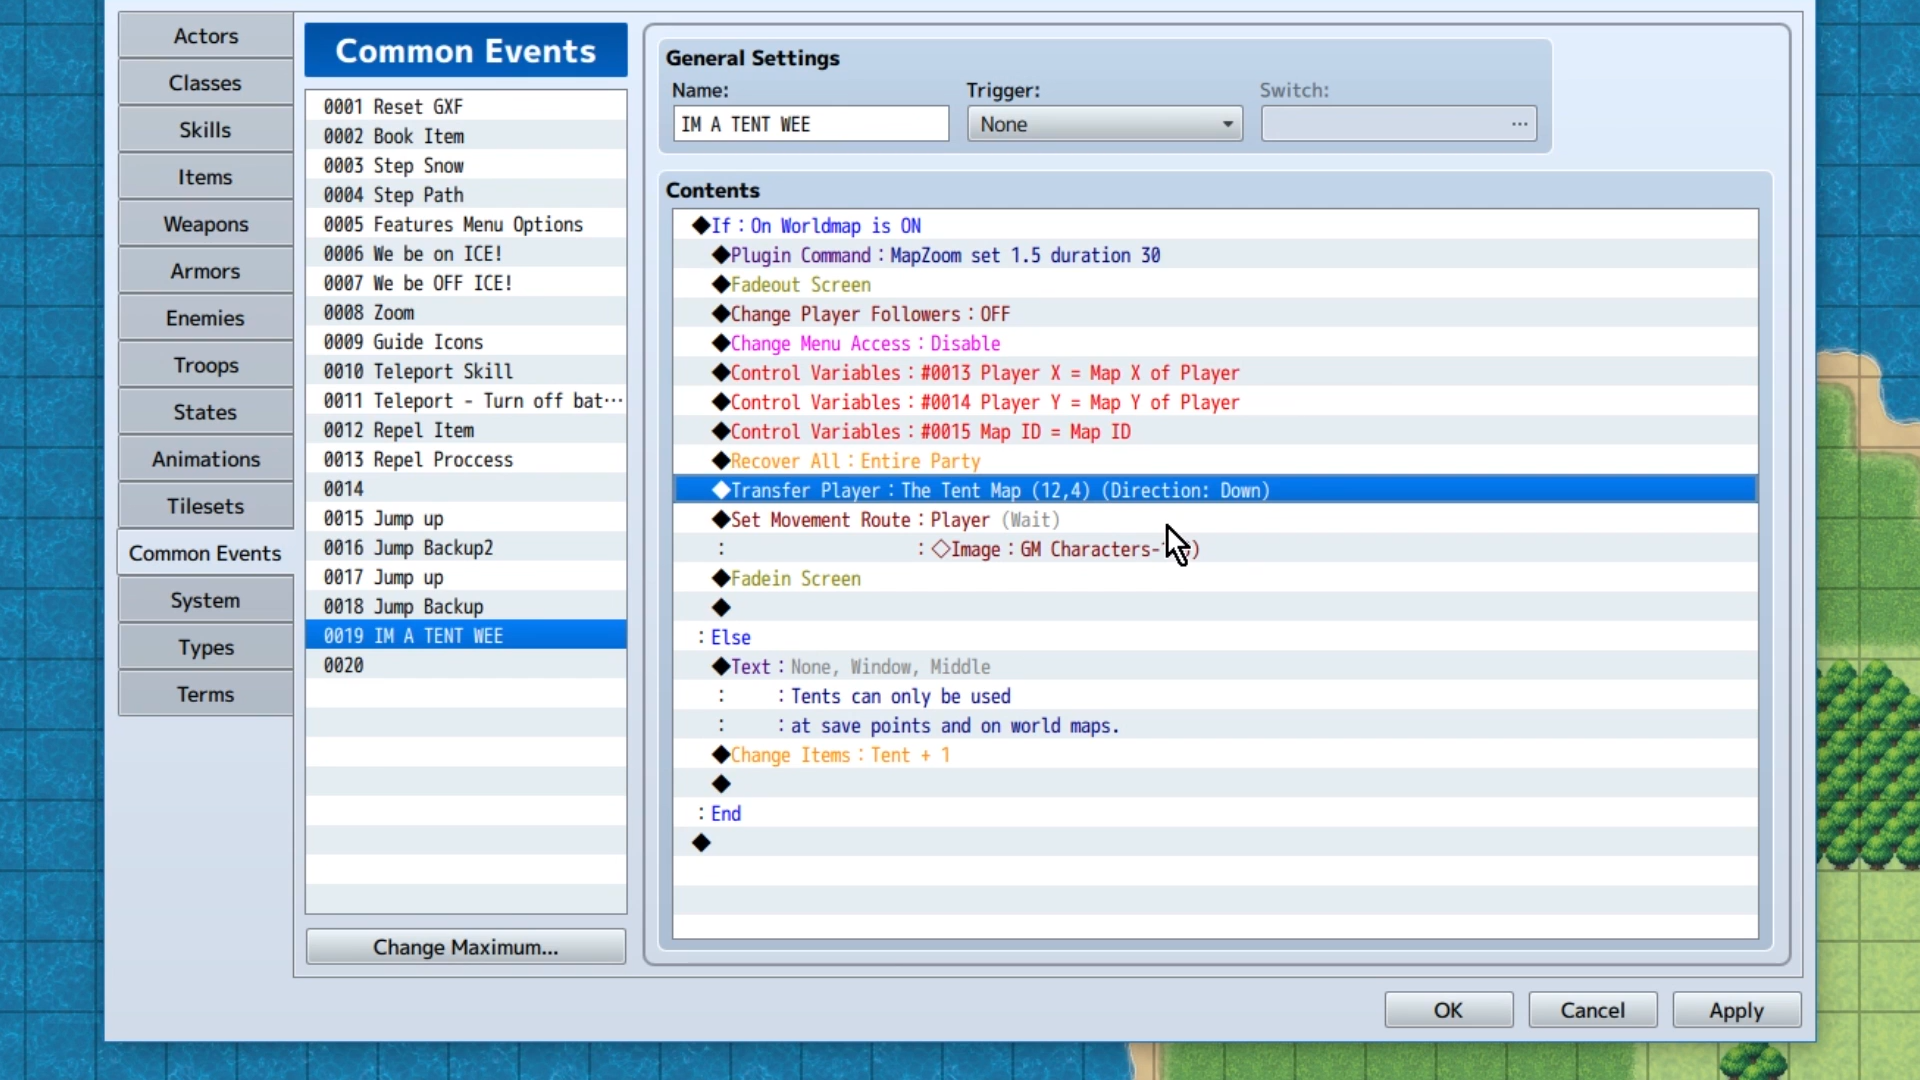 Actors
Classes
Skills
Items
Weapons
Armors
Enemies
Troops
States
Animations
Tilesets
Common Events
System
Types
Terms
Common Events
0001 Reset GXF
0002 Book Item
0003 Step Snow
0004 Step Path
0005 Features Menu Options
0006 We be on ICE!
0007 We be OFF ICE!
0008 Zoom
0009 Guide Icons
0010 Teleport Skill
0011 Teleport - Turn off bat…
0012 Repel Item
0013 Repel Proccess
0014
0015 Jump up
0016 Jump Backup2
0017 Jump up
0018 Jump Backup
0019 IM A TENT WEE
0020
Change Maximum...
General Settings
Name: Trigger: Switch:
IM A TENT WEE None ...
Contents
◆If : On Worldmap is ON
◆Plugin Command : MapZoom set 1.5 duration 30
◆Fadeout Screen
◆Change Player Followers : OFF
◆Change Menu Access : Disable
◆Control Variables : #0013 Player X = Map X of Player
◆Control Variables : #0014 Player Y = Map Y of Player
◆Control Variables : #0015 Map ID = Map ID
◆Recover All : Entire Party
◆Transfer Player : The Tent Map (12,4) (Direction: Down)
◆Set Movement Route : Player (Wait)
: : ◇Image : GM Characters-
◆Fadein Screen
◆
: Else
◆Text : None, Window, Middle
: : Tents can only be used
: : at save points and on world maps.
◆Change Items : Tent + 1
◆
: End
◆
OK Cancel Apply